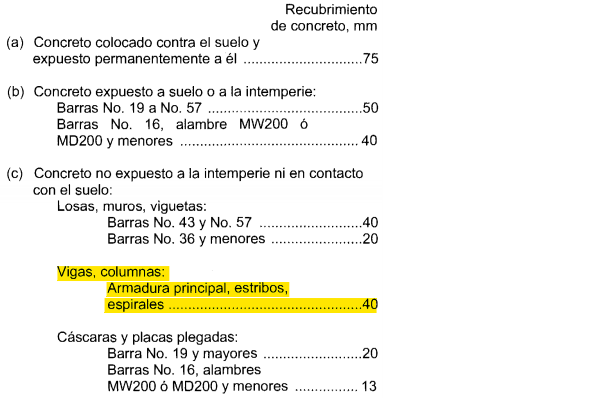 Recubrimiento
de concreto, mm
(a) Concreto colocado contra el suelo y
expuesto permanentemente a él ..............................75
(b) Concreto expuesto a suelo o a la intemperie:
Barras No. 19 a No. 57 .......................................50
Barras No. 16, alambre MW200 ó
MD200 y menores ............................................. 40
(c) Concreto no expuesto a la intemperie ni en contacto
con el suelo:
Losas, muros, viguetas:
Barras No. 43 y No. 57 ..........................40
Barras No. 36 y menores .......................20
Vigas, columnas:
Armadura principal, estribos,
espirales .................................................40
Cáscaras y placas plegadas:
Barra No. 19 y mayores .........................20
Barras No. 16, alambres
MW200 ó MD200 y menores ................ 13